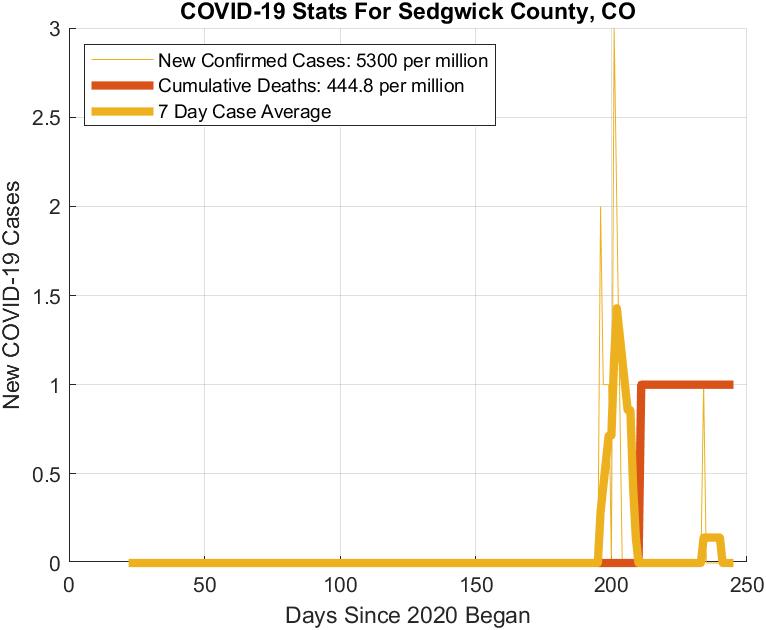 COVID-19 Stats For Sedgwick County, CO
New Confirmed Cases: 5300 per million
Cumulative Deaths: 444.8 per million
7 Day Case Average
New COVID-19 Cases
3
2.5
2
1.5
1
0.5
0
0 50 100 150 200 250
Days Since 2020 Began